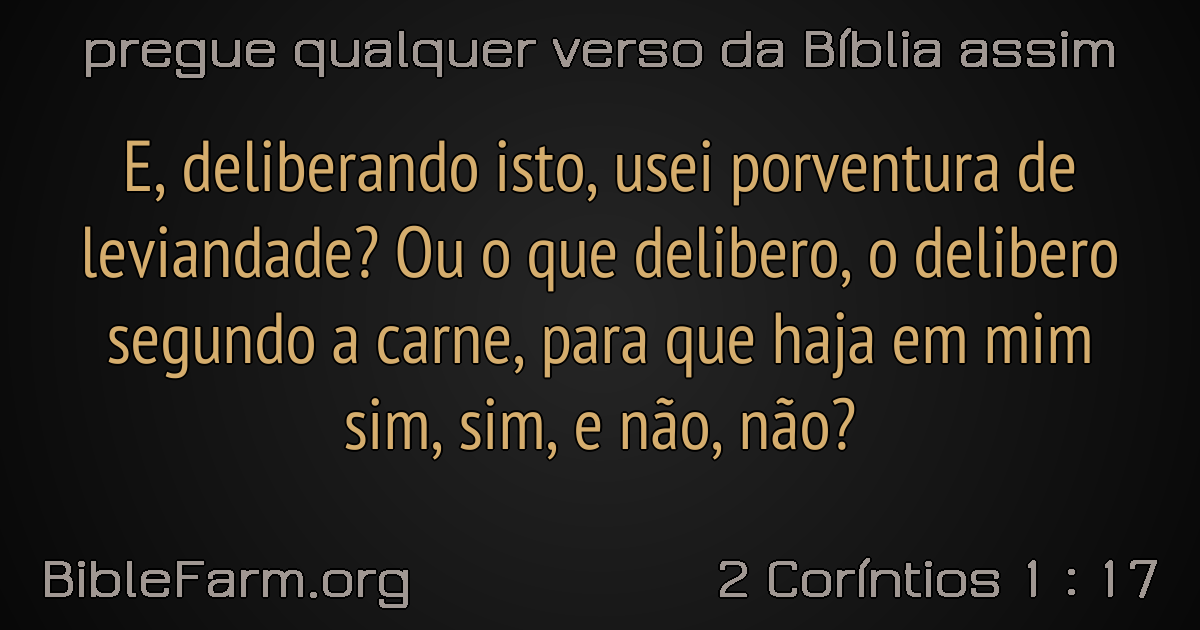 pregue qualquer verso da Bíblia assim
E, deliberando isto, usei porventura de
leviandade? Ou o que delibero, o delibero
segundo a carne, para que haja em mim
sim, sim, e não, não?
BibleFarm.org
2 Coríntios 1 : 17